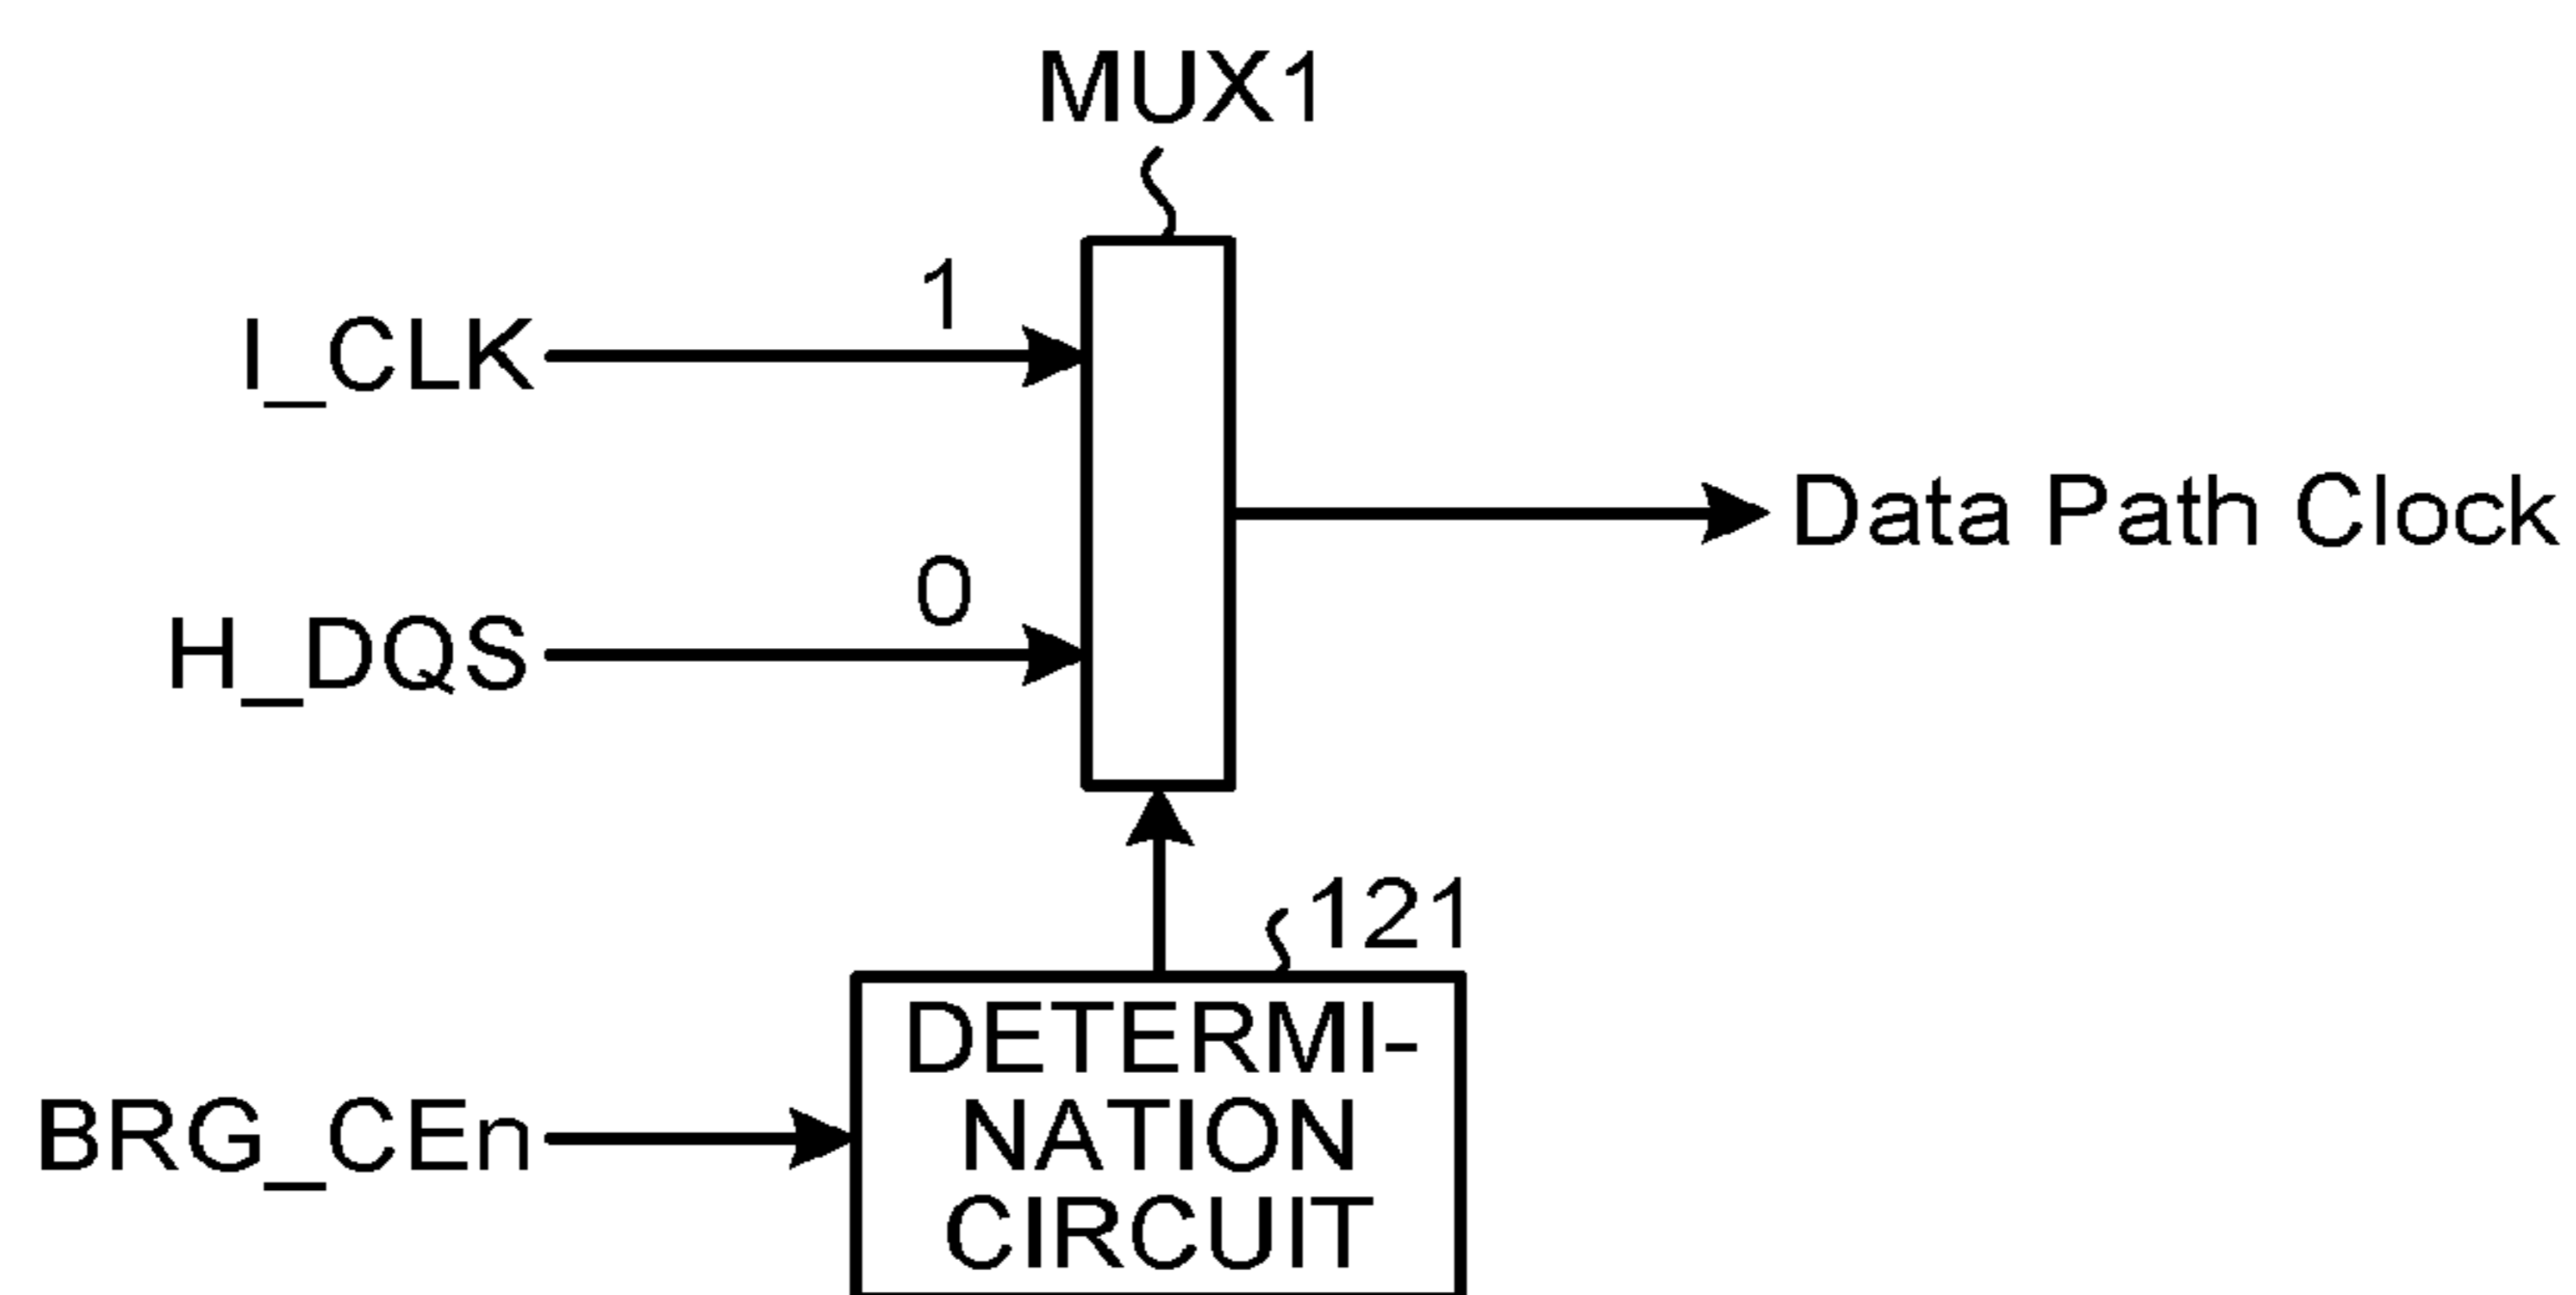 MUX1
1
I_CLK
0
H_DQS
Data Path Clock
121
DETERMI-
NATION
CIRCUIT
BRG_CEn